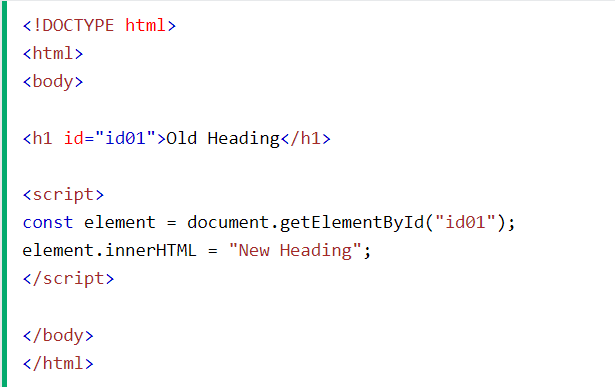 <!DOCTYPE html>
<html>
<body>
<h1 id="id01">Old Heading</h1>
<script>
const element = document.getElementById("id01");
element.innerHTML = "New Heading";
</script>
</body>
</html>